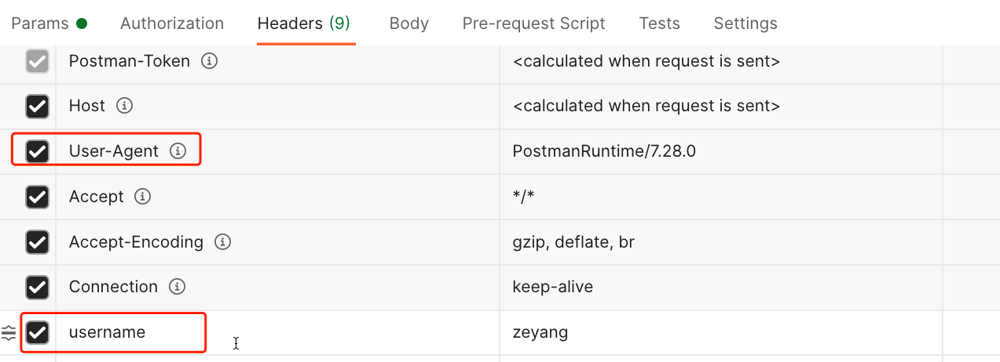 Params Authorization Headers (9) Body Pre-request Script Tests Settings
Postman-Token <calculated when request is sent>
Host <calculated when request is sent>
User-Agent PostmanRuntime/7.28.0
Accept */*
Accept-Encoding gzip, deflate, br
Connection keep-alive
username zeyang